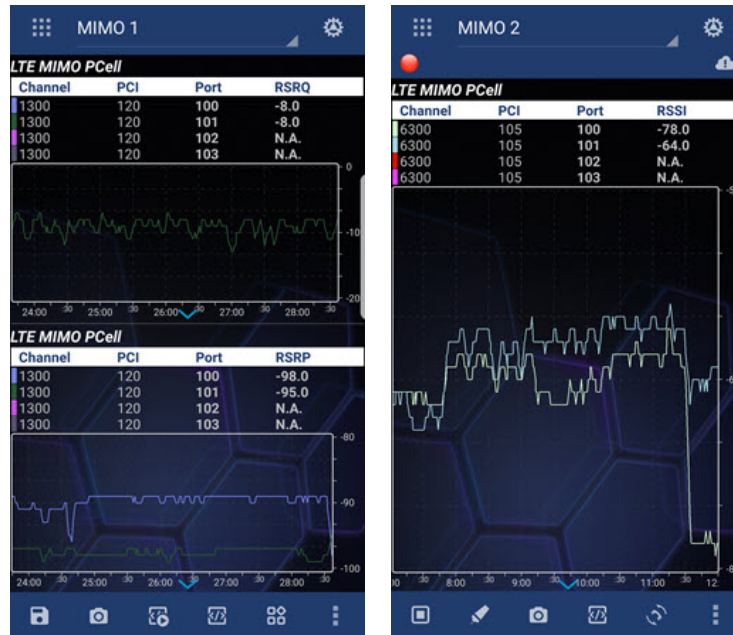 MIMO 1
LTE MIMO PCell
Channel PCI Port RSRQ
1300 120 100 -8.0
1300 120 101 -8.0
1300 120 102 N.A.
1300 120 103 N.A.
0
-10
-20
24:00 :30 25:00 :30 26:00 :30 27:00 :30 28:00 :30
LTE MIMO PCell
Channel PCI Port RSRP
1300 120 100 -98.0
1300 120 101 -95.0
1300 120 102 N.A.
1300 120 103 N.A.
-80
-90
-100
24:00 :30 25:00 :30 26:00 :30 27:00 :30 28:00 :30
MIMO 2
LTE MIMO PCell
Channel PCI Port RSSI
6300 105 100 -78.0
6300 105 101 -64.0
6300 105 102 N.A.
6300 105 103 N.A.
-5
-6
-8
0 :30 8:00 :30 9:00 :30 10:00 :30 11:00 :30 12: